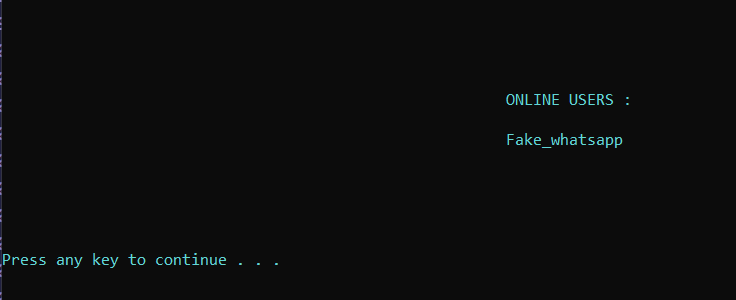 ONLINE USERS :
Fake_whatsapp
Press any key to continue . . .